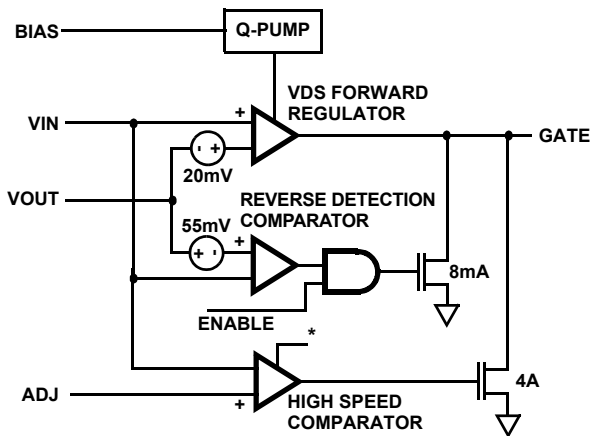 BIAS
Q-PUMP
VDS FORWARD
REGULATOR
VIN
+
GATE
- +
20mV
VOUT
REVERSE DETECTION
COMPARATOR
55mV
+ -
+
8mA
ENABLE
*
ADJ
+
HIGH SPEED
COMPARATOR
4A